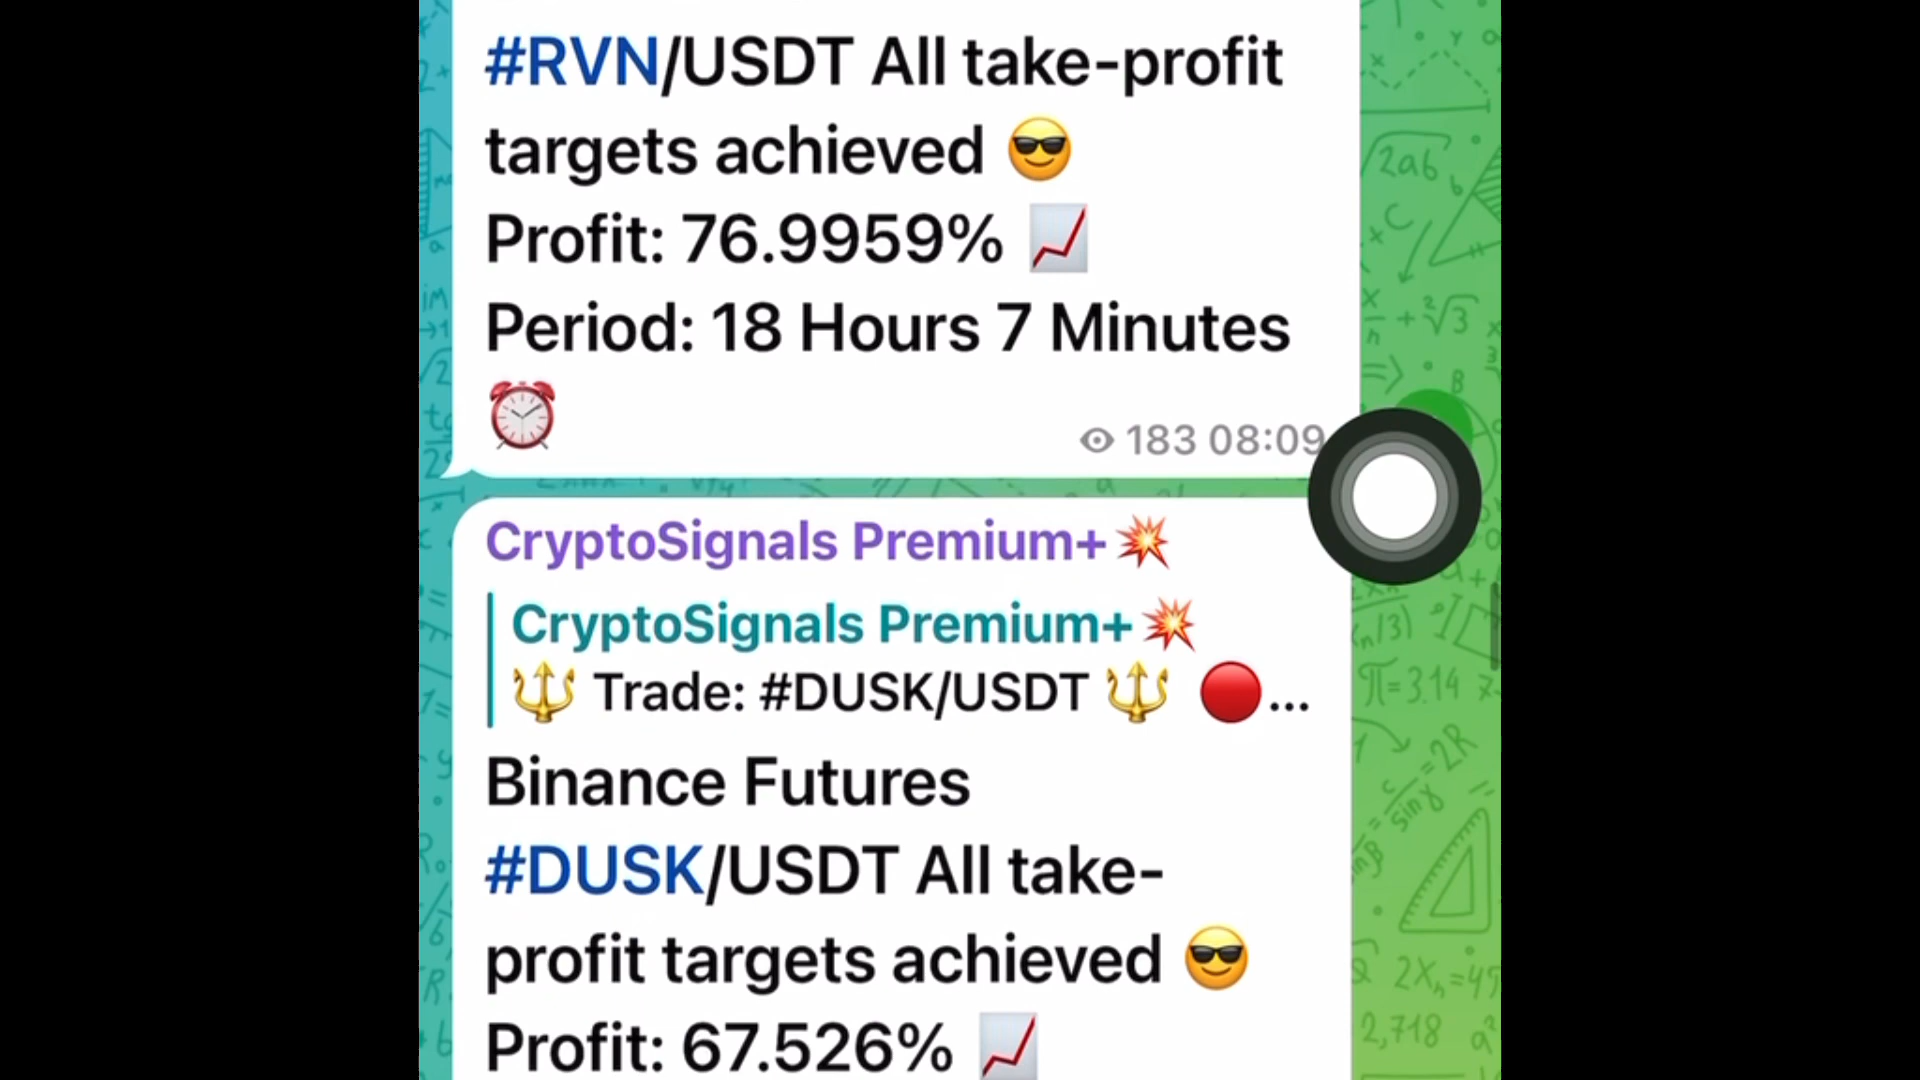 #RVN/USDT All take-profit
targets achieved 😎
Profit: 76.9959% 📈
Period: 18 Hours 7 Minutes
⏰
183 08:09
CryptoSignals Premium+💥
CryptoSignals Premium+💥
🔱 Trade: #DUSK/USDT 🔱 🔴...
Binance Futures
#DUSK/USDT All take-
profit targets achieved 😎
Profit: 67.526% 📈